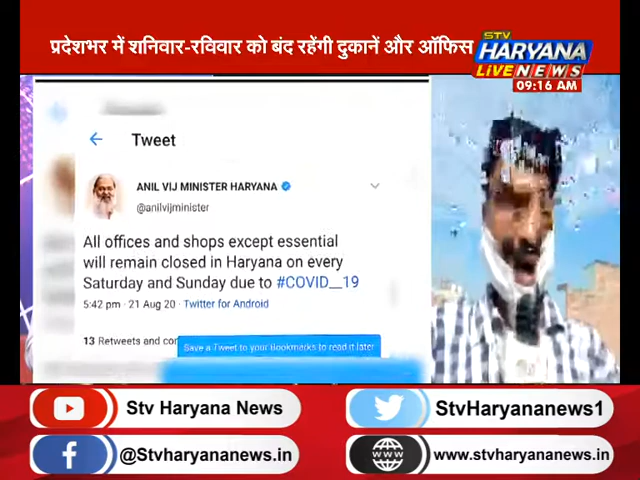 प्रदेशभर में शनिवार-रविवार को बंद रहेंगी दुकानें और ऑफिस
STV
HARYANA
LIVE NEWS
09:16 AM
Tweet
ANIL VIJ MINISTER HARYANA
@anilvijminister
All offices and shops except essential
will remain closed in Haryana on every
Saturday and Sunday due to #COVID__19
5:42 pm · 21 Aug 20 · Twitter for Android
13 Retweets and
Save a Tweet to your Bookmarks to read it later
Stv Haryana News
StvHaryananews1
@Stvharyananews.in
www.stvharyananews.in